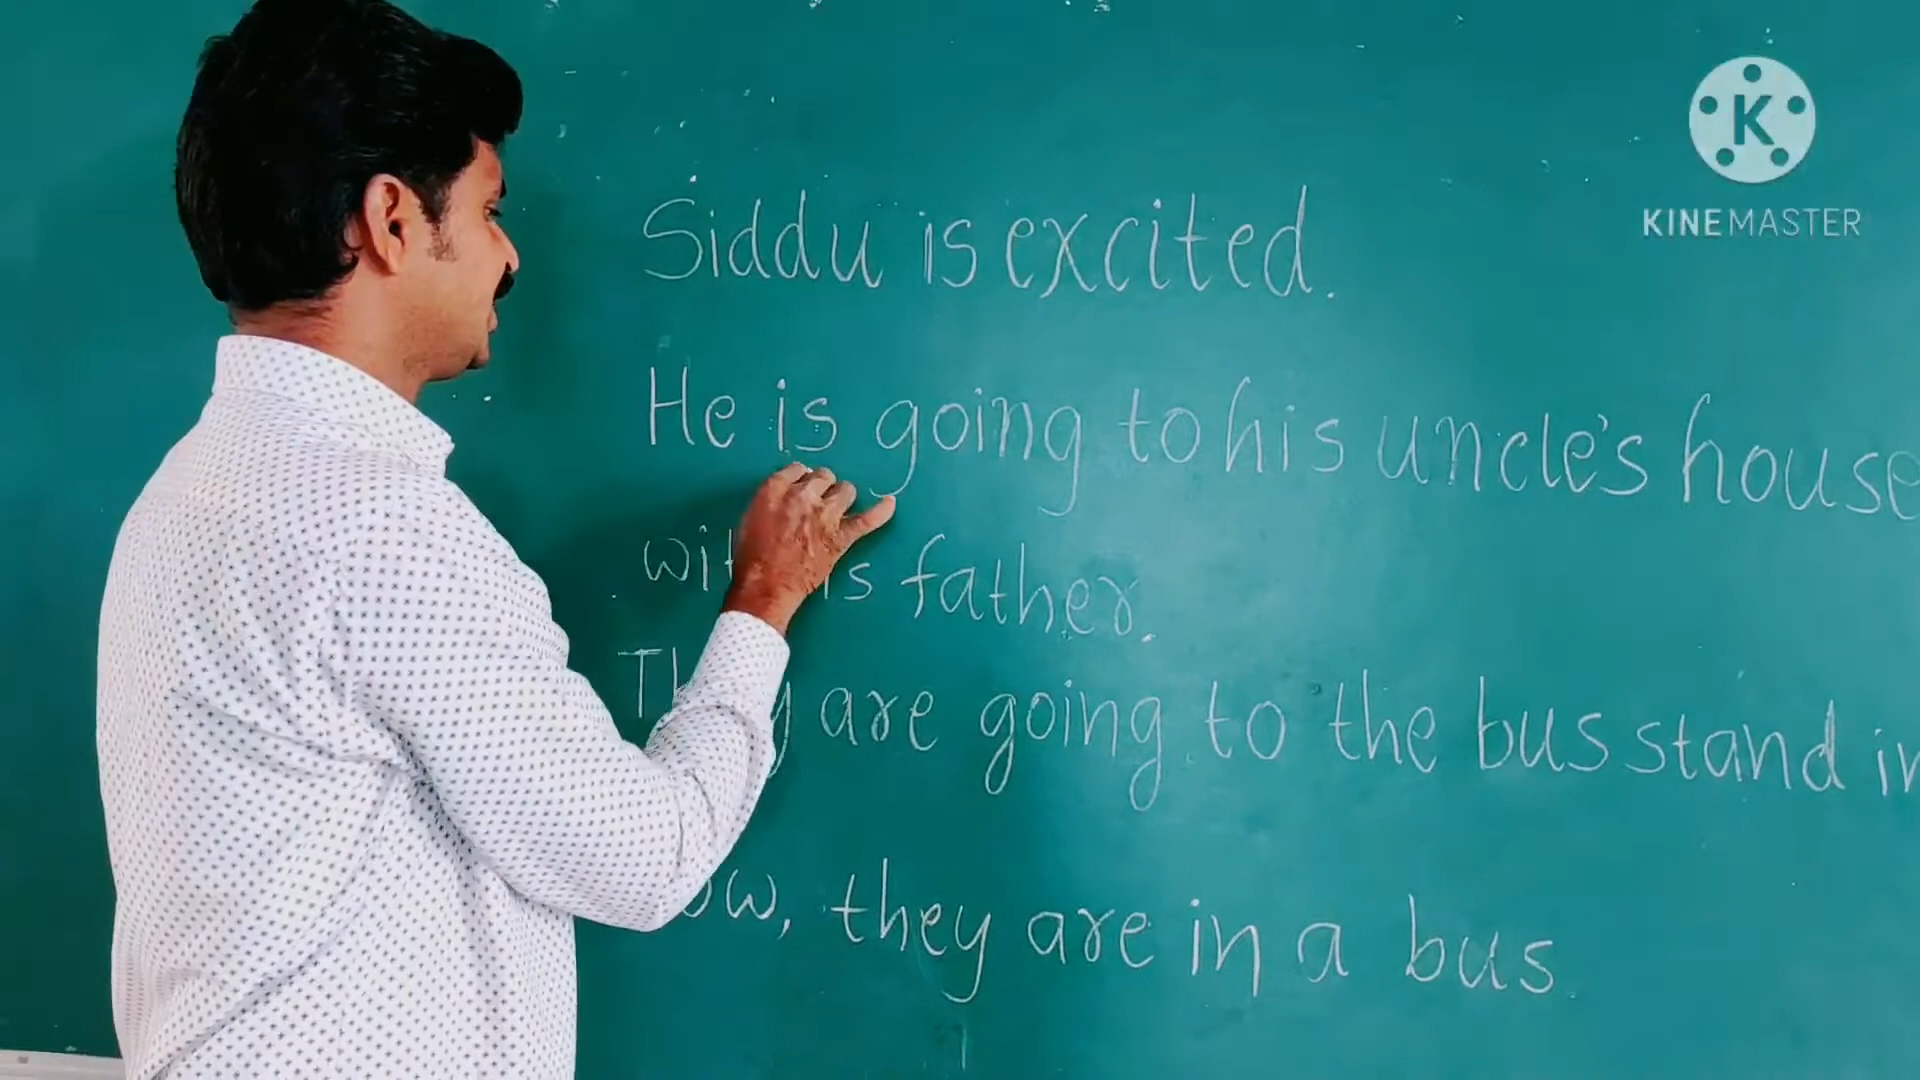 Siddu is excited.
He is going to his uncle's house
father.
are going to the bus stand in
they are in a bus
K
KINEMASTER